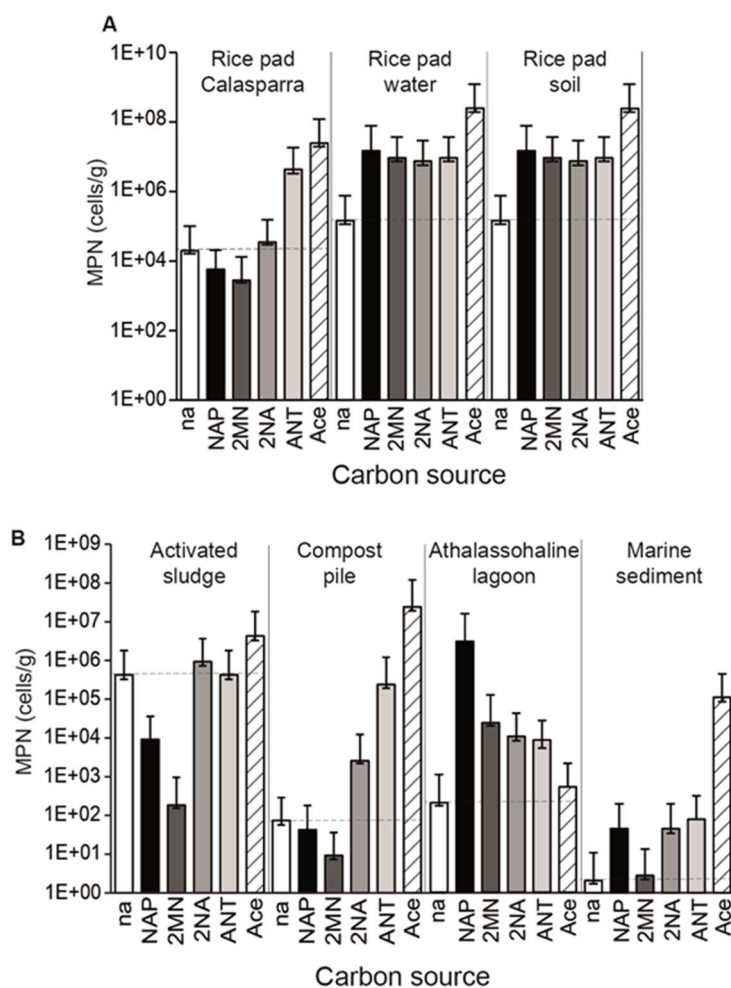 A
Rice pad
Calasparra
Rice pad
water
Rice pad
soil
MPN (cells/g)
1E+10
1E+08
1E+06
1E+04
1E+02
1E+00
na NAP 2MN 2NA ANT Ace na NAP 2MN 2NA ANT Ace na NAP 2MN 2NA ANT Ace
Carbon source
B
Activated
sludge
Compost
pile
Athalassohaline
lagoon
Marine
sediment
MPN (cells/g)
1E+09
1E+08
1E+07
1E+06
1E+05
1E+04
1E+03
1E+02
1E+01
1E+00
na NAP 2MN 2NA ANT Ace na NAP 2MN 2NA ANT Ace na NAP 2MN 2NA ANT Ace na NAP 2MN 2NA ANT Ace
Carbon source